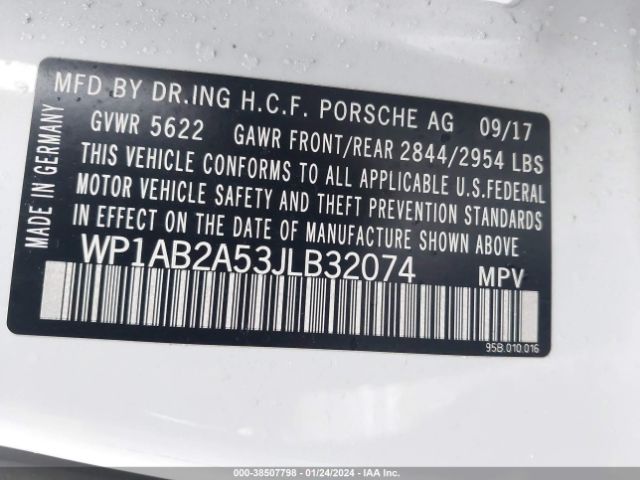 MFD BY DR.ING H.C.F. PORSCHE AG 09/17
GVWR 5622 GAWR FRONT/REAR 2844/2954 LBS
THIS VEHICLE CONFORMS TO ALL APPLICABLE U.S.FEDERAL
MOTOR VEHICLE SAFETY AND THEFT PREVENTION STANDARDS
IN EFFECT ON THE DATE OF MANUFACTURE SHOWN ABOVE
WP1AB2A53JLB32074 MPV
95B.010.016
MADE IN GERMANY
000-38507798 - 01/24/2024 - IAA Inc.